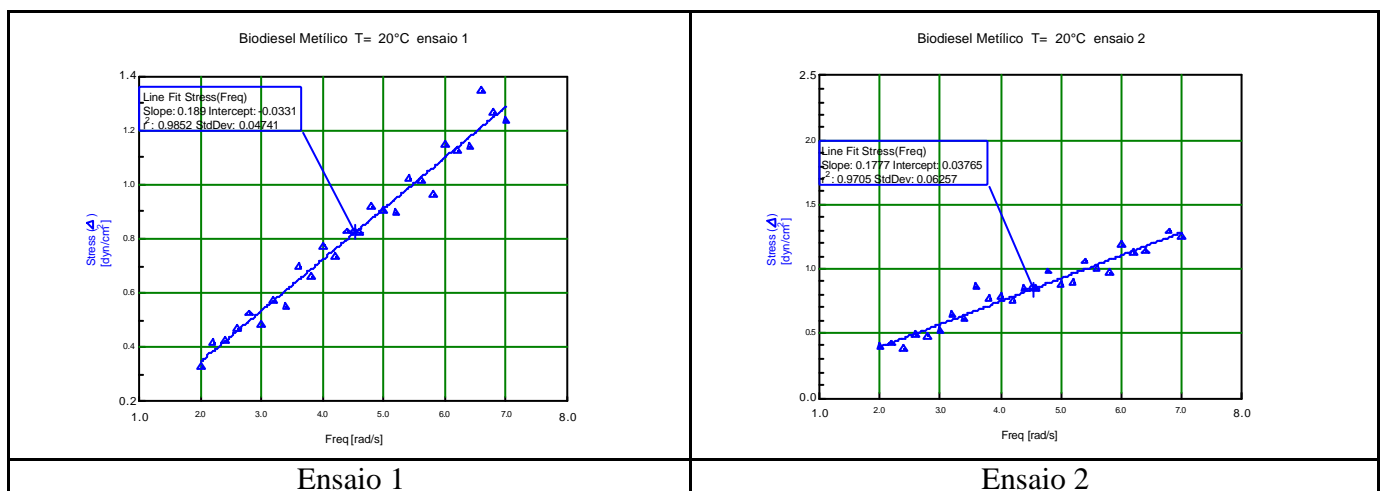 Biodiesel Metílico T= 20°C ensaio 1
1.4
1.2
1.0
0.8
0.6
0.4
0.2
Stress (Δ)
[dyn/cm²]
Line Fit Stress(Freq)
Slope: 0.189 Intercept: -0.0331
r²: 0.9852 StdDev: 0.04741
1.0 2.0 3.0 4.0 5.0 6.0 7.0 8.0
Freq [rad/s]
Ensaio 1
Biodiesel Metílico T= 20°C ensaio 2
2.5
2.0
1.5
1.0
0.5
0.0
Stress (Δ)
[dyn/cm²]
Line Fit Stress(Freq)
Slope: 0.1777 Intercept: 0.03765
r²: 0.9705 StdDev: 0.06257
1.0 2.0 3.0 4.0 5.0 6.0 7.0 8.0
Freq [rad/s]
Ensaio 2